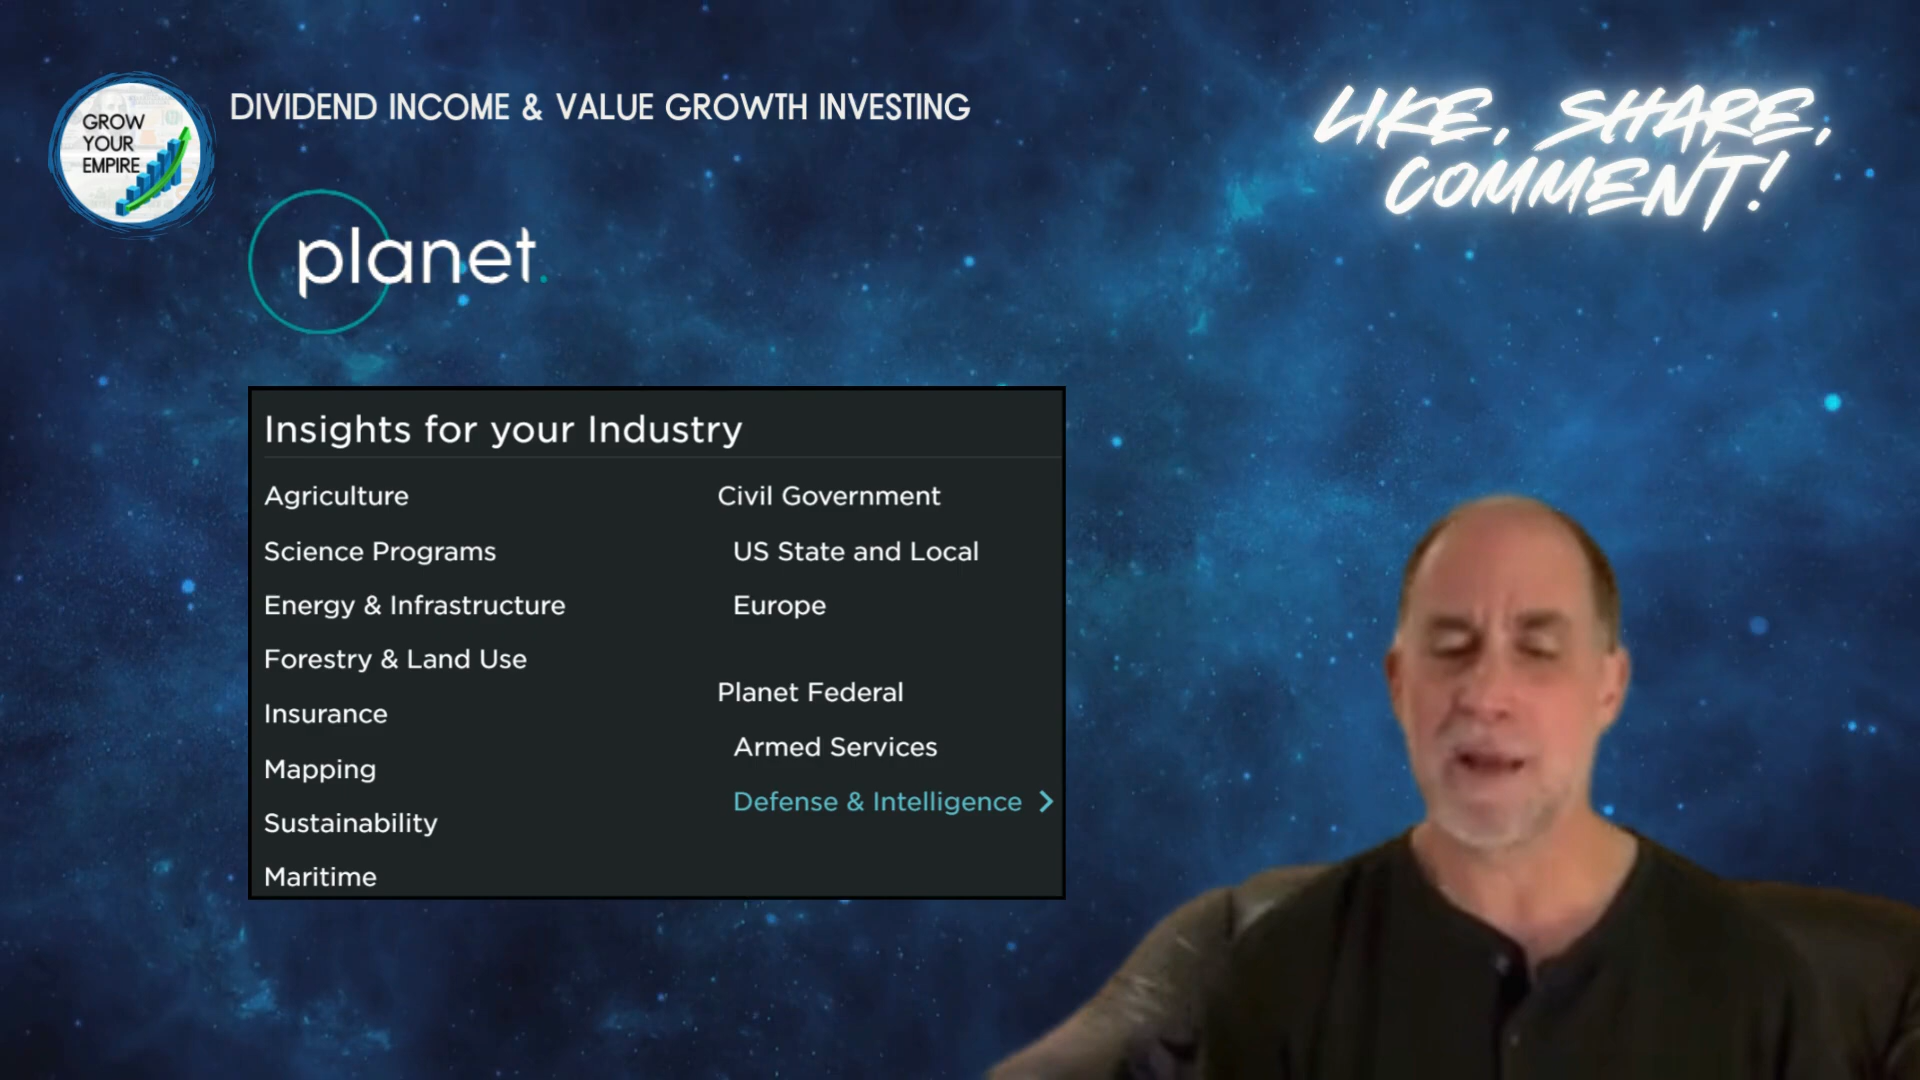 GROW
YOUR
EMPIRE
DIVIDEND INCOME & VALUE GROWTH INVESTING
LIKE, SHARE,
COMMENT!
planet.
Insights for your Industry
Agriculture
Science Programs
Energy & Infrastructure
Forestry & Land Use
Insurance
Mapping
Sustainability
Maritime
Civil Government
US State and Local
Europe
Planet Federal
Armed Services
Defense & Intelligence >